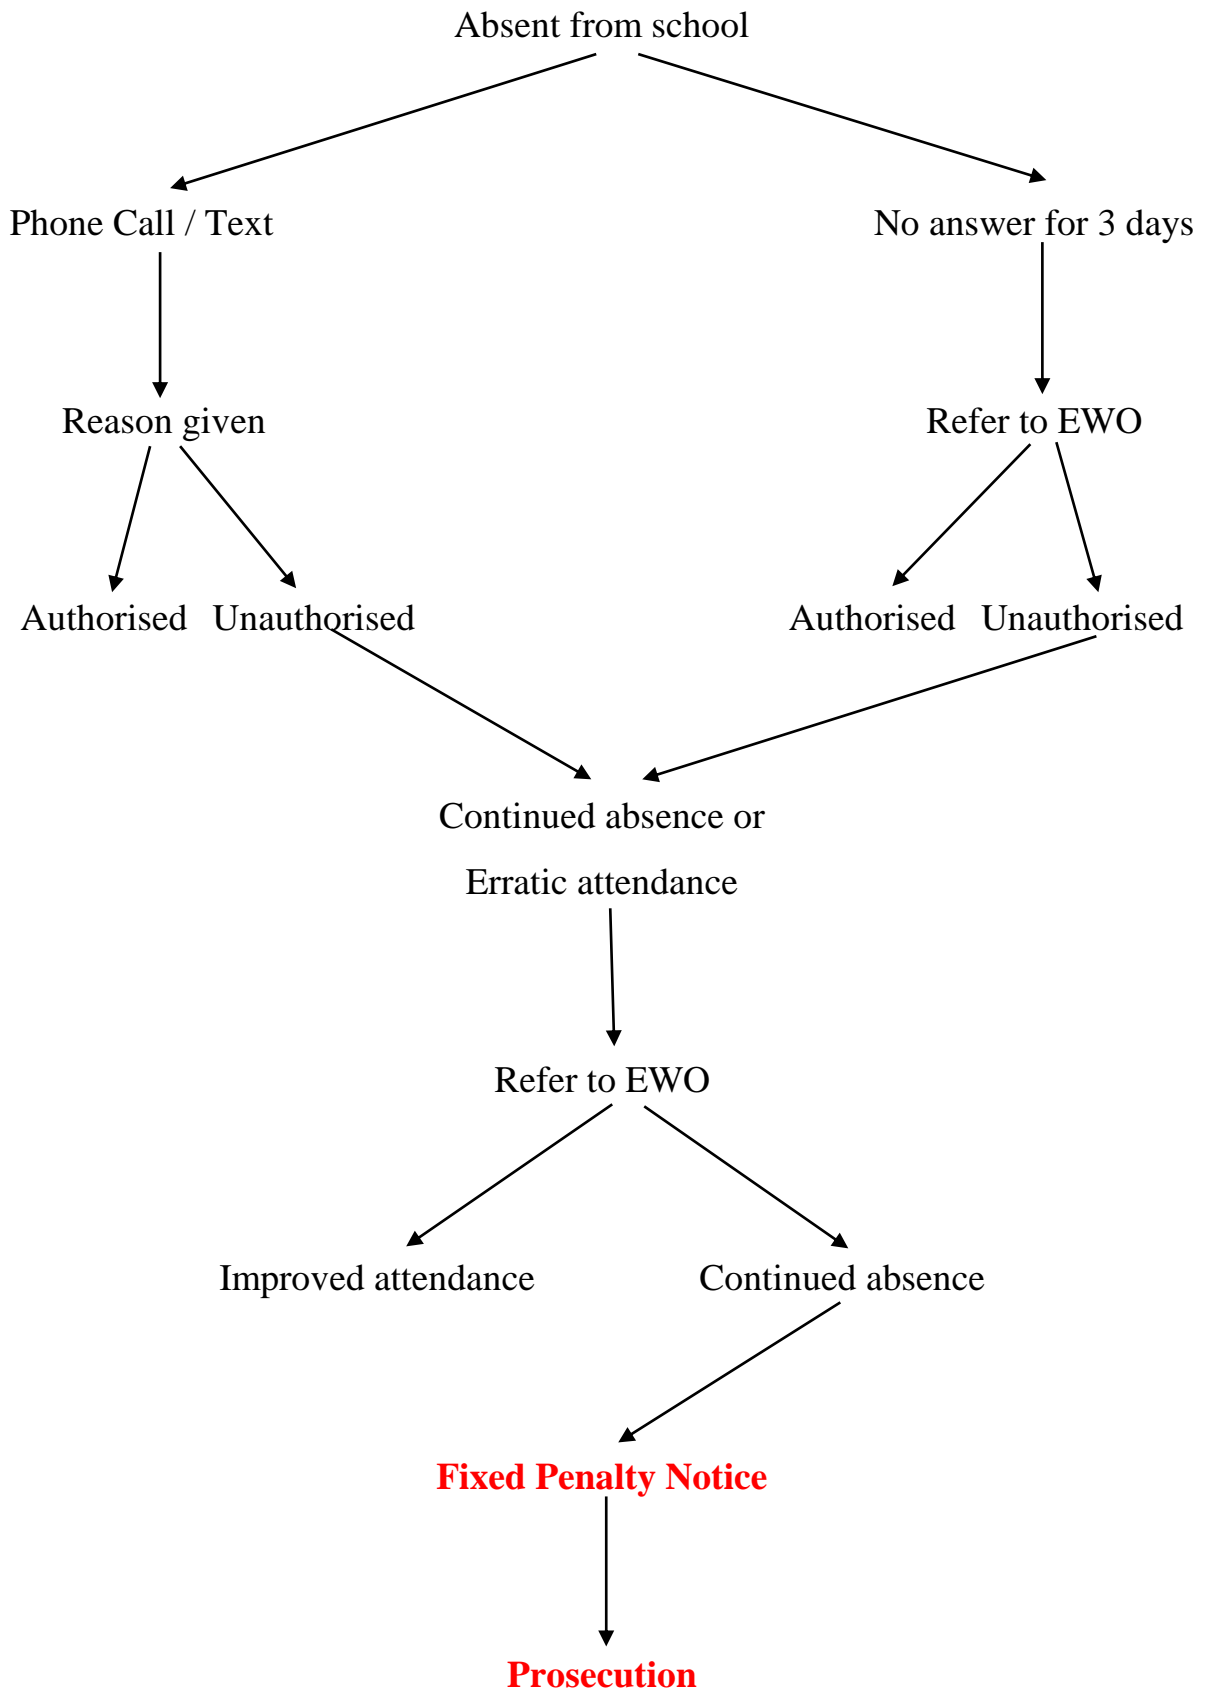 Absent from school
Phone Call / Text
No answer for 3 days
Reason given
Refer to EWO
Authorised Unauthorised
Authorised Unauthorised
Continued absence or
Erratic attendance
Refer to EWO
Improved attendance
Continued absence
Fixed Penalty Notice
Prosecution